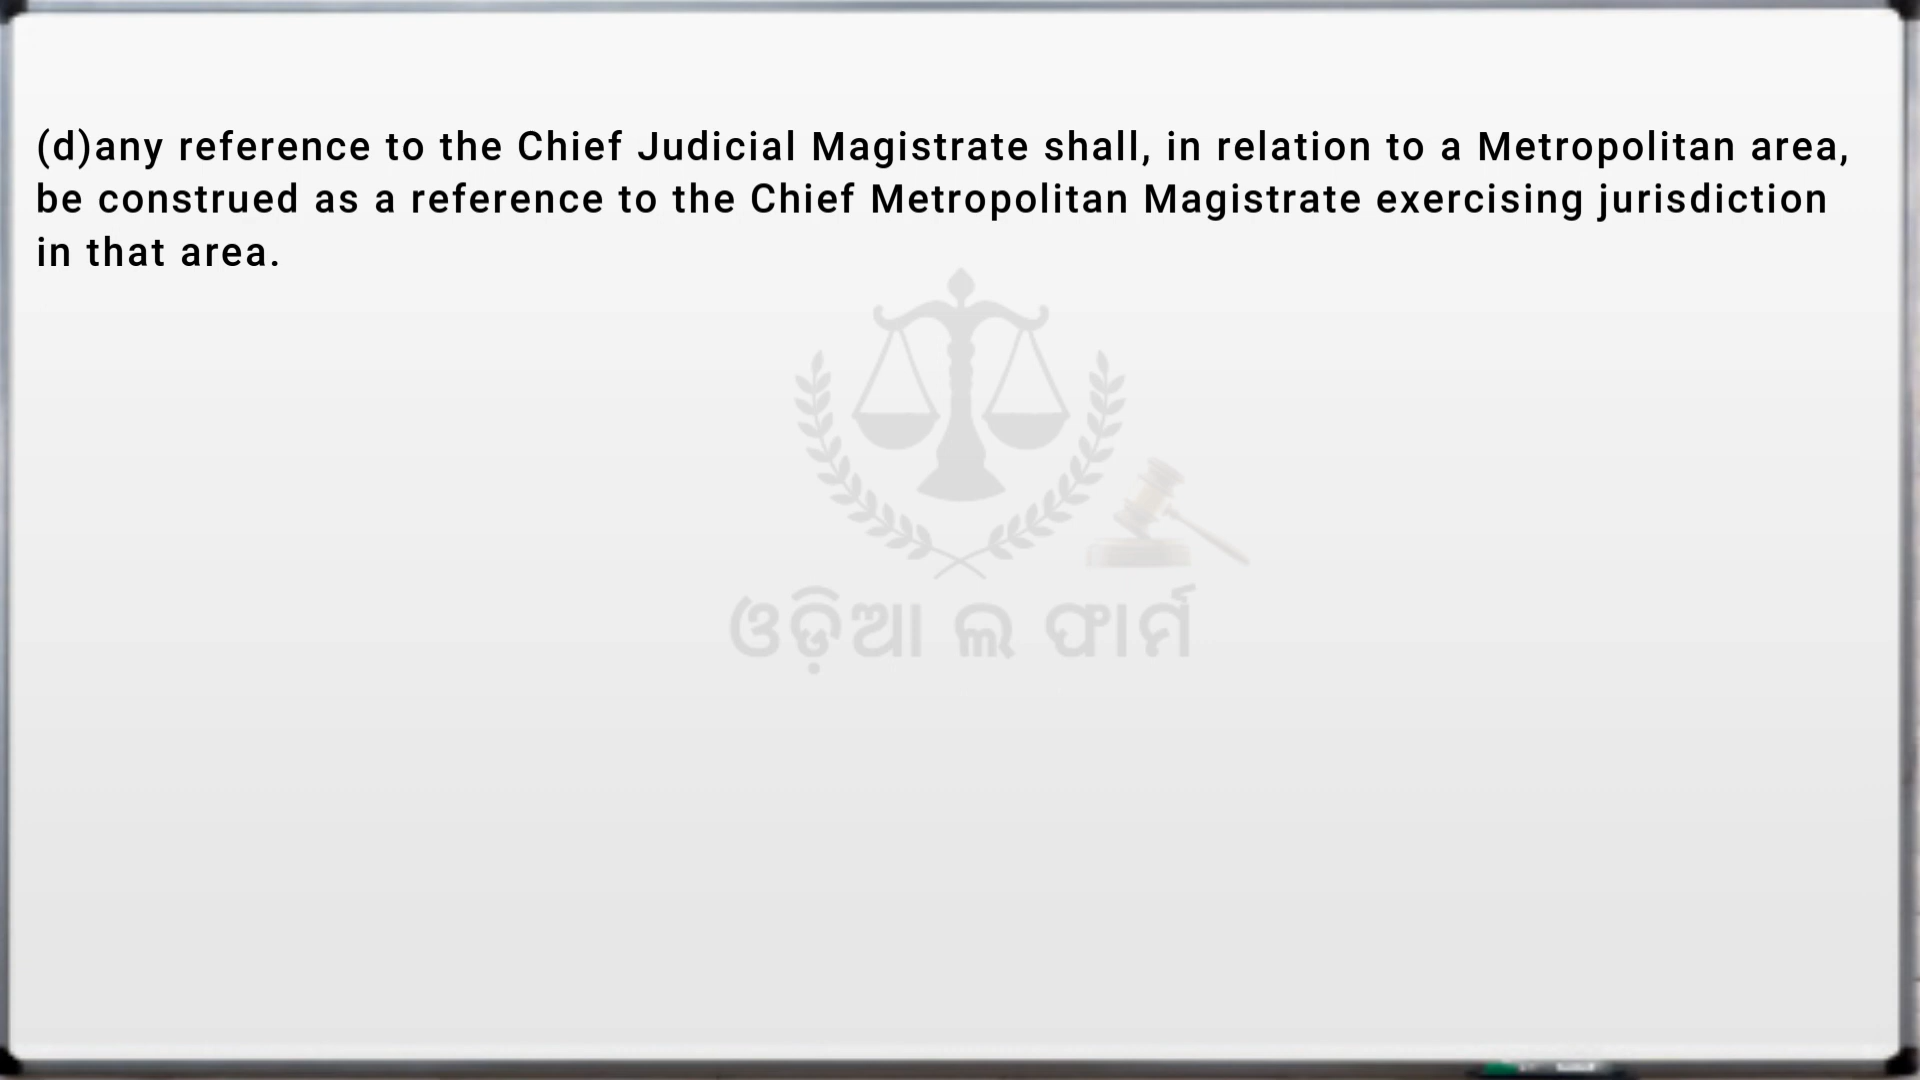 (d)any reference to the Chief Judicial Magistrate shall, in relation to a Metropolitan area,
be construed as a reference to the Chief Metropolitan Magistrate exercising jurisdiction
in that area.
ଓଡ଼ିଆ ଲ ଫାର୍ମ